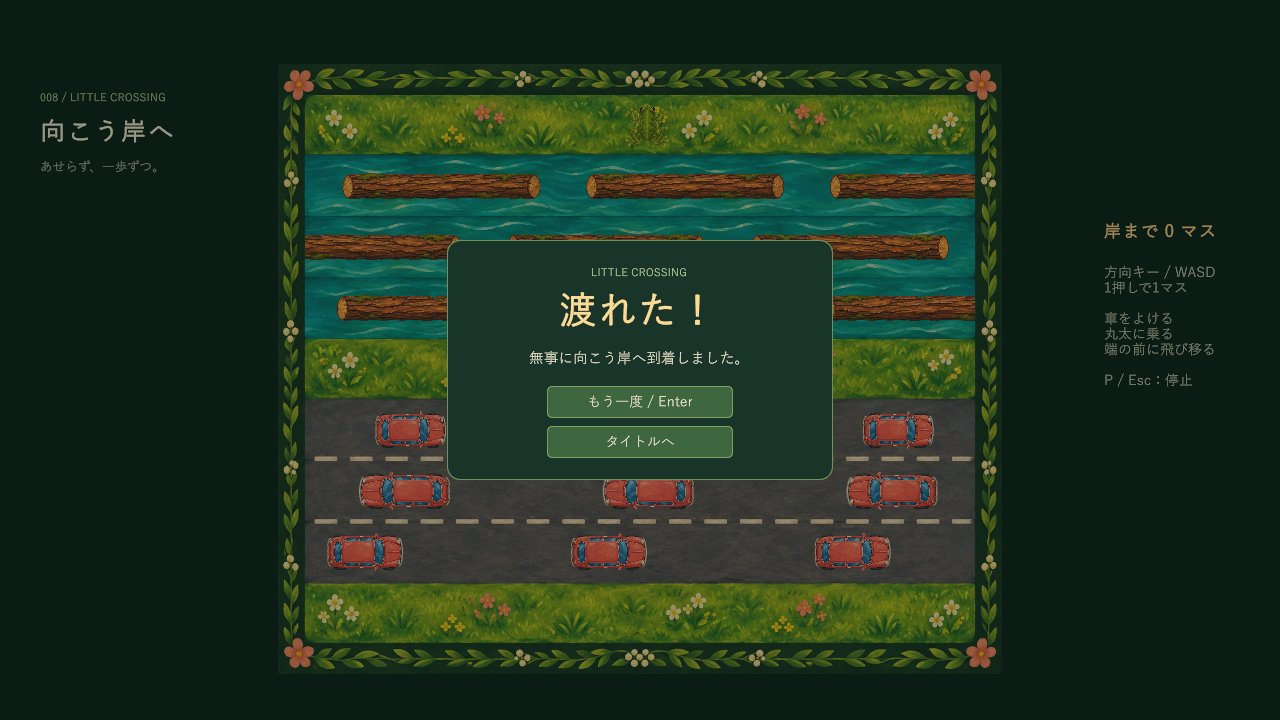 008 / LITTLE CROSSING
向こう岸へ
あせらず、一歩ずつ。
LITTLE CROSSING
渡れた！
無事に向こう岸へ到着しました。
もう一度 / Enter
タイトルへ
岸まで 0 マス
方向キー / WASD
1押しで1マス
車をよける
丸太に乗る
端の前に飛び移る
P / Esc：停止